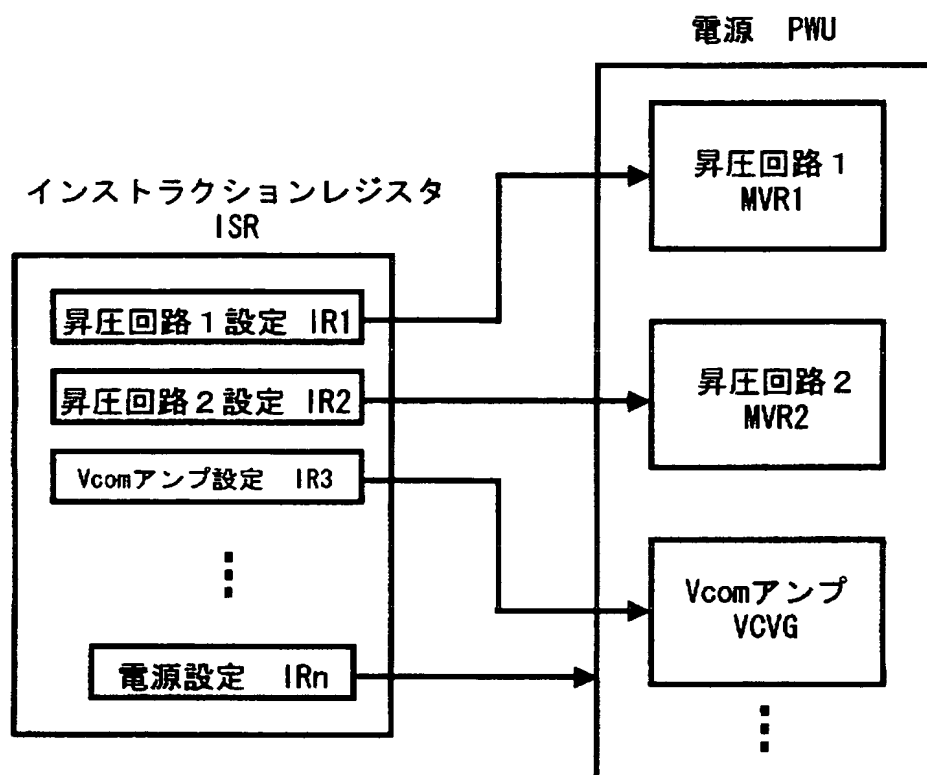 電源 PWU
昇圧回路1
MVR1
インストラクションレジスタ
ISR
昇圧回路1設定 IR1
昇圧回路2設定 IR2
昇圧回路2
MVR2
Vcomアンプ設定 IR3
Vcomアンプ
VCVG
電源設定 IRn